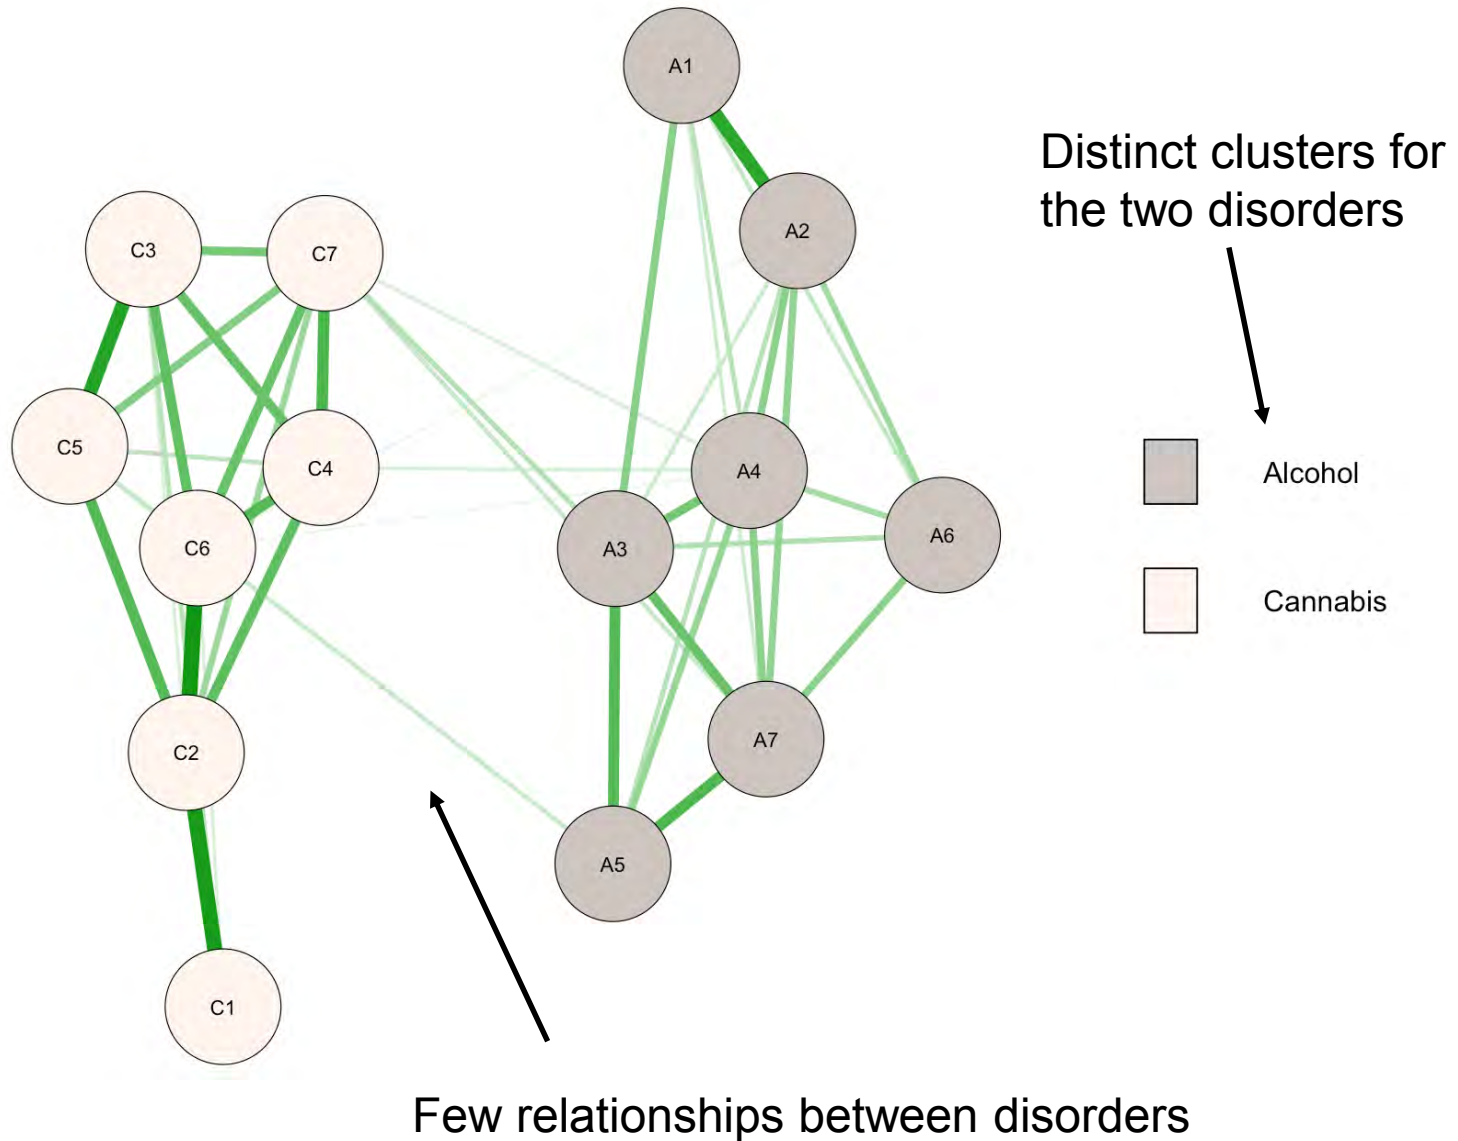 A1
Distinct clusters for
the two disorders
A2
C3
C7
C5
C4
A4
Alcohol
C6
A3
A6
Cannabis
C2
A7
A5
C1
Few relationships between disorders